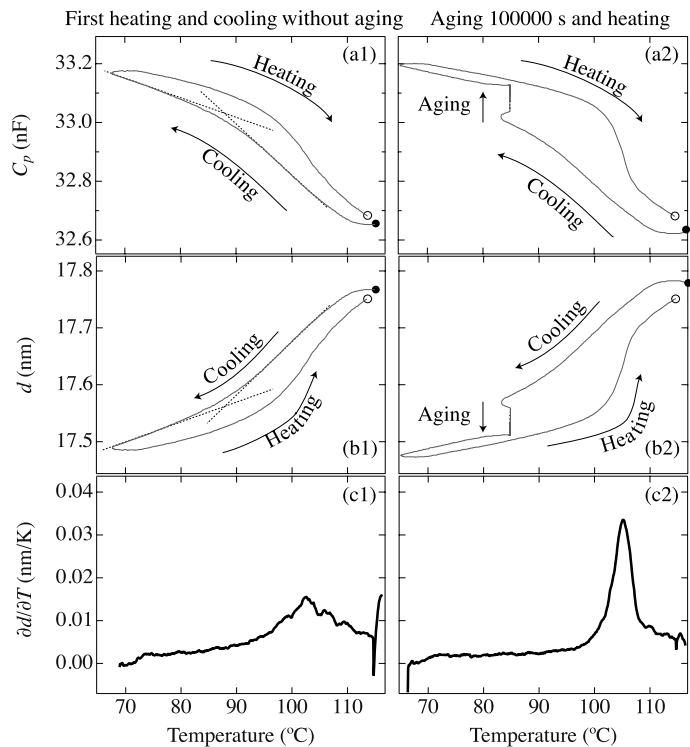 First heating and cooling without aging
Aging 100000 s and heating
(a1)
Heating
Cooling
33.2
33.0
32.8
32.6
C_p (nF)
(a2)
Heating
Aging
Cooling
17.8
17.7
17.6
17.5
d (nm)
Cooling
Heating
(b1)
Cooling
Aging
Heating
(b2)
0.04
0.03
0.02
0.01
0.00
∂d/∂T (nm/K)
(c1)
(c2)
70 80 90 100 110
70 80 90 100 110
Temperature (°C)
Temperature (°C)